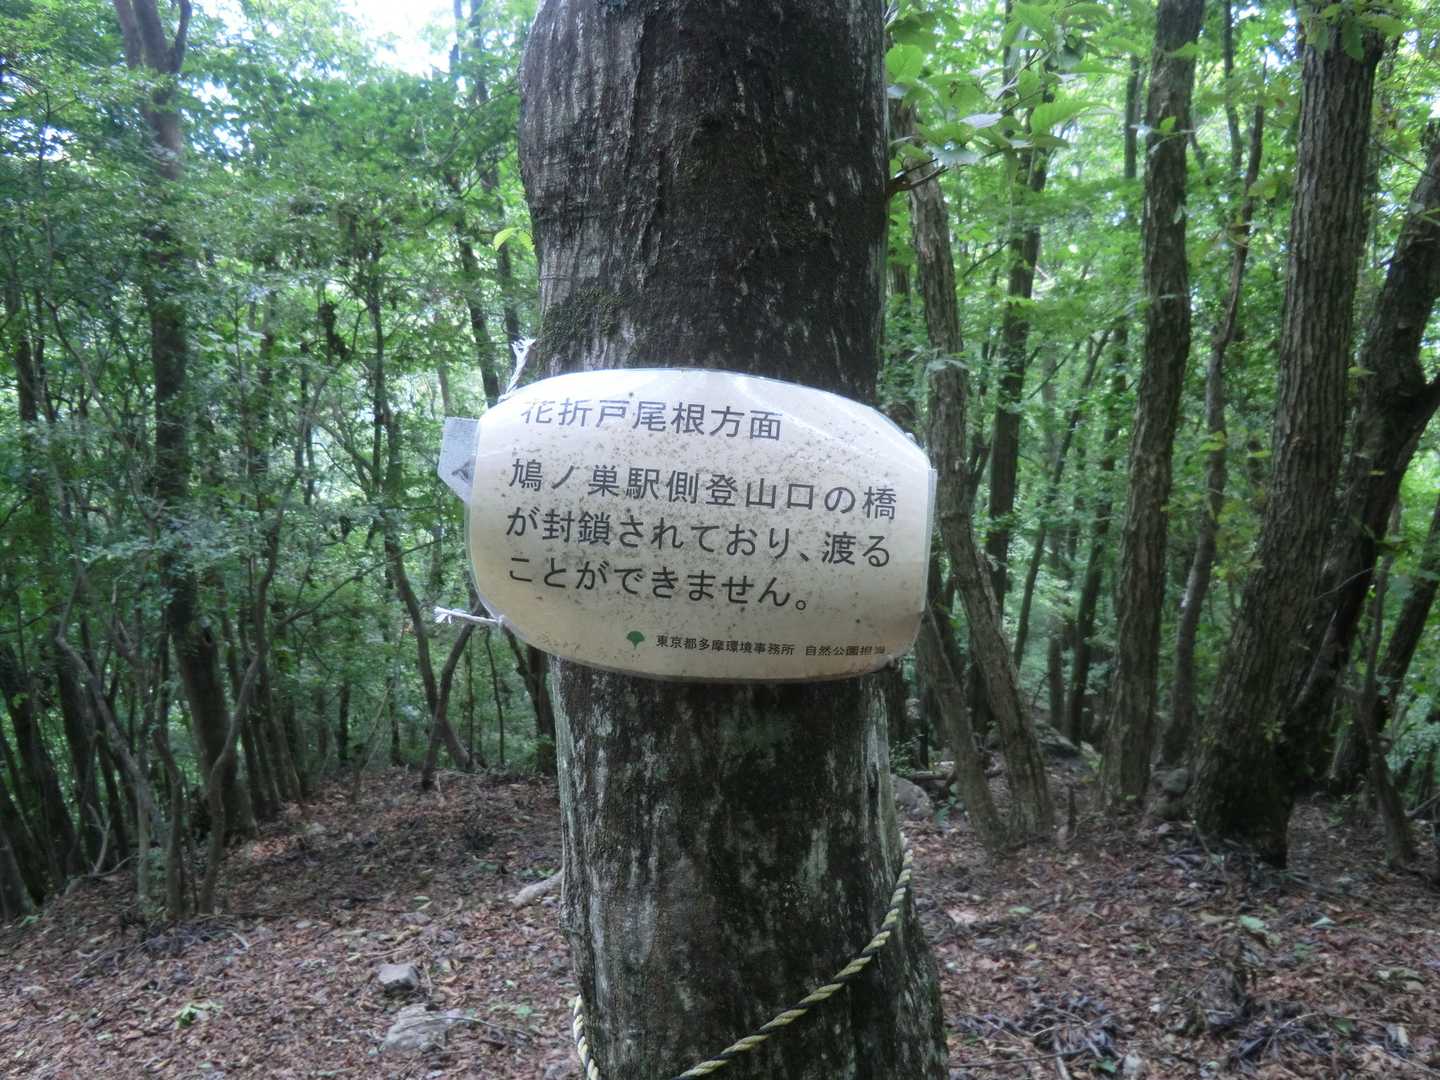 花折戸尾根方面
鳩ノ巣駅側登山口の橋
が封鎖されており、渡る
ことができません。
東京都多摩環境事務所 自然公園担当